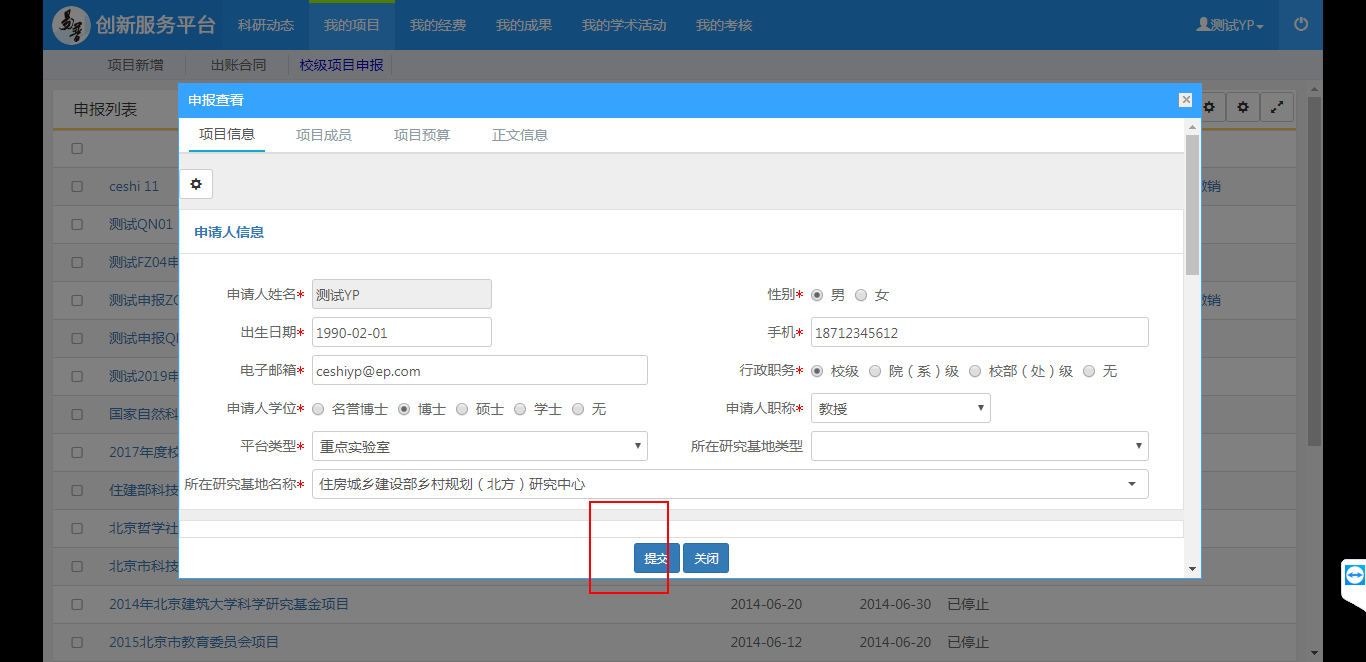 易普 创新服务平台 科研动态 我的项目 我的经费 我的成果 我的学术活动 我的考核 测试YP
项目新增 出账合同 校级项目申报
申报列表
申报查看
项目信息 项目成员 项目预算 正文信息
申请人信息
申请人姓名* 测试YP 性别* 男 女
出生日期* 1990-02-01 手机* 18712345612
电子邮箱* ceshiyp@ep.com 行政职务* 校级 院（系）级 校部（处）级 无
申请人学位* 名誉博士 博士 硕士 学士 无 申请人职称* 教授
平台类型* 重点实验室 所在研究基地类型
所在研究基地名称* 住房城乡建设部乡村规划（北方）研究中心
提交 关闭
ceshi 11 销
测试QN01
测试FZ04申
测试申报ZC 销
测试申报Q
测试2019申
国家自然科
2017年度校
住建部科技
北京哲学社
北京市科技
2014年北京建筑大学科学研究基金项目 2014-06-20 2014-06-30 已停止
2015北京市教育委员会项目 2014-06-12 2014-06-20 已停止